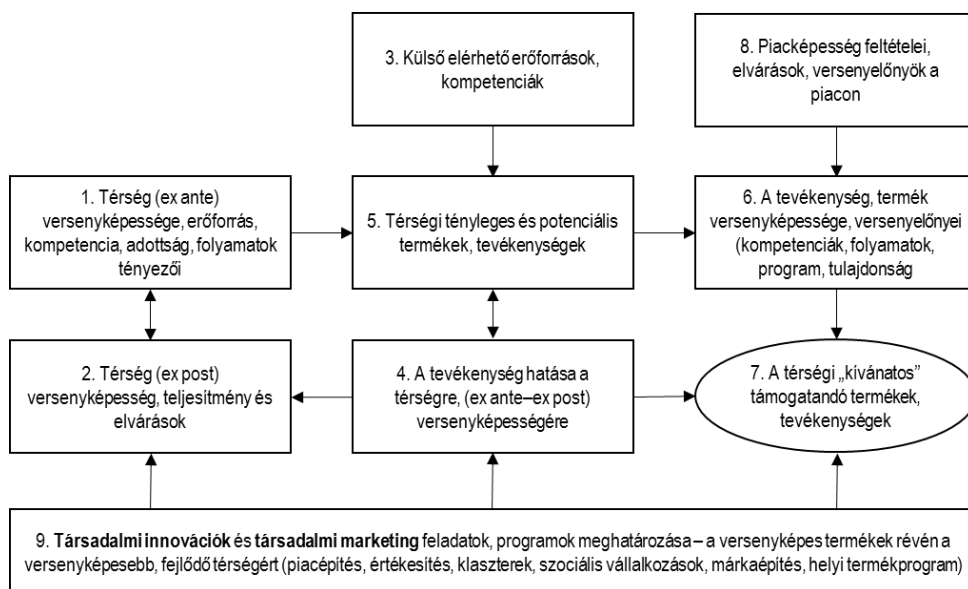 3. Külső elérhető erőforrások,
kompetenciák
8. Piacképesség feltételei,
elvárások, versenyelőnyök a
piacon
1. Térség (ex ante)
versenyképessége, erőforrás,
kompetencia, adottság, folyamatok
tényezői
5. Térségi tényleges és potenciális
termékek, tevékenységek
6. A tevékenység, termék
versenyképessége, versenyelőnyei
(kompetenciák, folyamatok,
program, tulajdonság
2. Térség (ex post)
versenyképesség, teljesítmény és
elvárások
4. A tevékenység hatása a
térségre, (ex ante–ex post)
versenyképességére
7. A térségi „kívánatos”
támogatandó termékek,
tevékenységek
9. Társadalmi innovációk és társadalmi marketing feladatok, programok meghatározása – a versenyképes termékek révén a
versenyképesebb, fejlődő térségért (piacépítés, értékesítés, klaszterek, szociális vállalkozások, márkaépítés, helyi termékprogram)